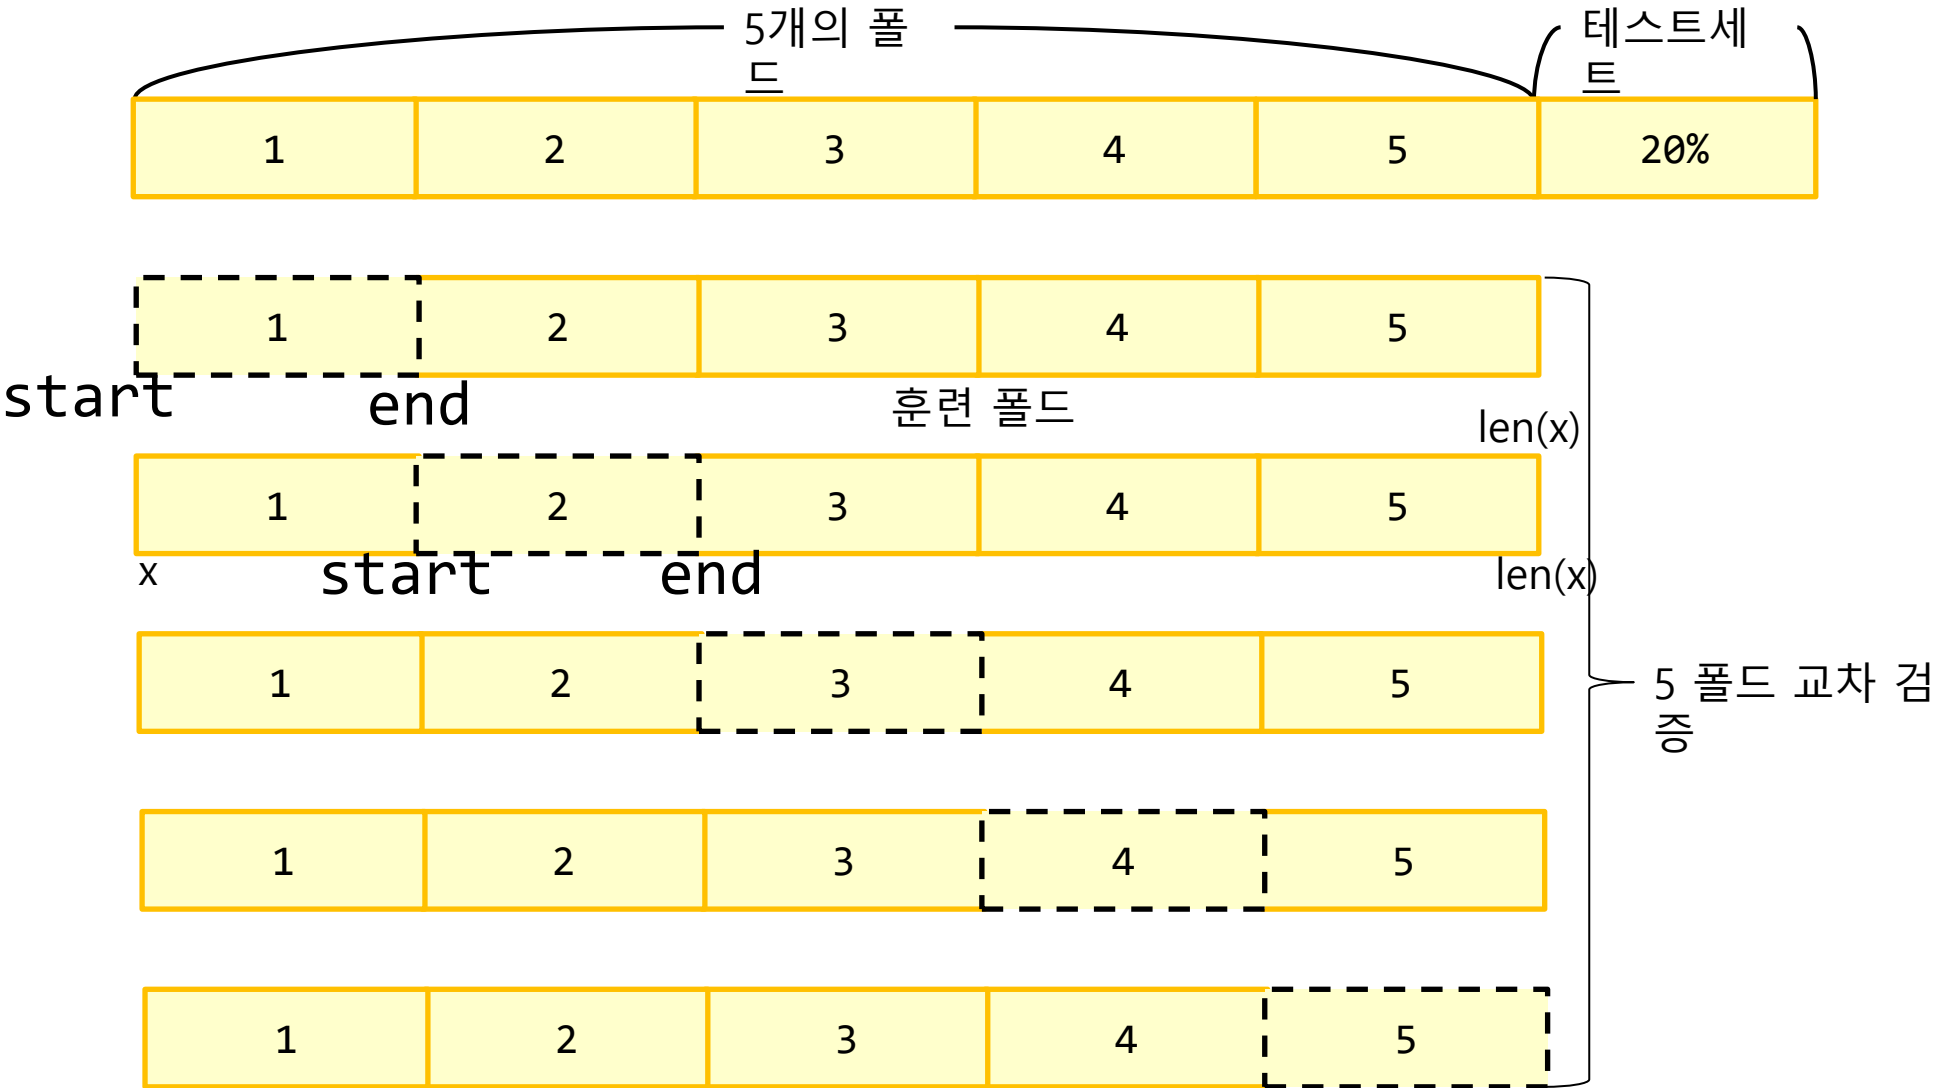 5개의 폴
드
테스트세
트
1 2 3 4 5 20%
1 2 3 4 5
start end 훈련 폴드 len(x)
1 2 3 4 5
x start end len(x)
1 2 3 4 5
5 폴드 교차 검
증
1 2 3 4 5
1 2 3 4 5